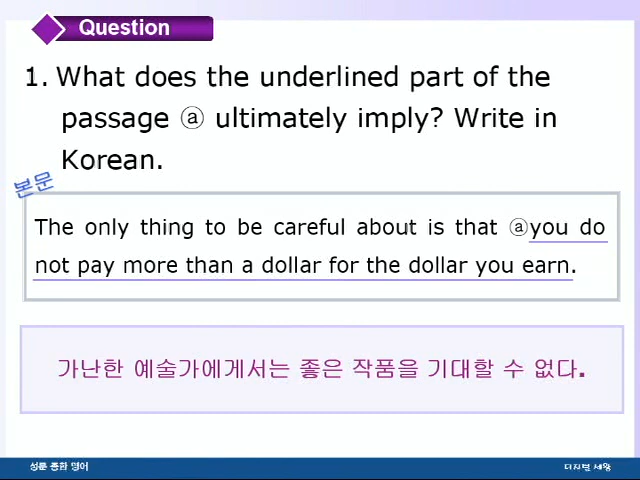 Question
1. What does the underlined part of the
passage ⓐ ultimately imply? Write in
Korean.
본문
The only thing to be careful about is that ⓐyou do
not pay more than a dollar for the dollar you earn.
가난한 예술가에게서는 좋은 작품을 기대할 수 없다.
성문 종합 영어
디지털 세왕